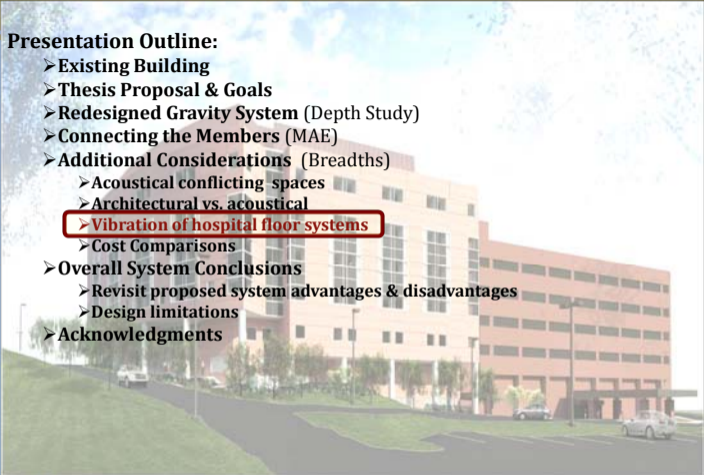 Presentation Outline:
➢Existing Building
➢Thesis Proposal & Goals
➢Redesigned Gravity System (Depth Study)
➢Connecting the Members (MAE)
➢Additional Considerations (Breadths)
➢Acoustical conflicting spaces
➢Architectural vs. acoustical
➢Vibration of hospital floor systems
➢Cost Comparisons
➢Overall System Conclusions
➢Revisit proposed system advantages & disadvantages
➢Design limitations
➢Acknowledgments